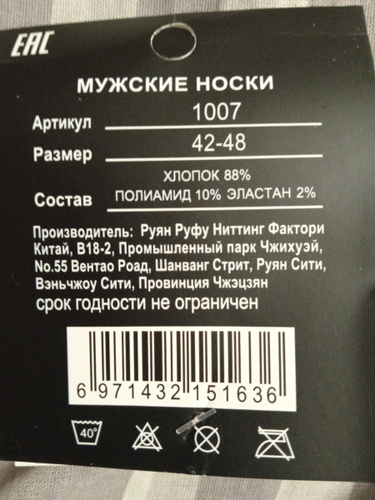 EAC
МУЖСКИЕ НОСКИ
Артикул 1007
Размер 42-48
Состав ХЛОПОК 88%
ПОЛИАМИД 10% ЭЛАСТАН 2%
Производитель: Руян Руфу Ниттинг Фактори
Китай, В18-2, Промышленный парк Чжихуэй,
No.55 Вентао Роад, Шанванг Стрит, Руян Сити,
Вэньчжоу Сити, Провинция Чжэцзян
срок годности не ограничен
6 971432 151636
40°